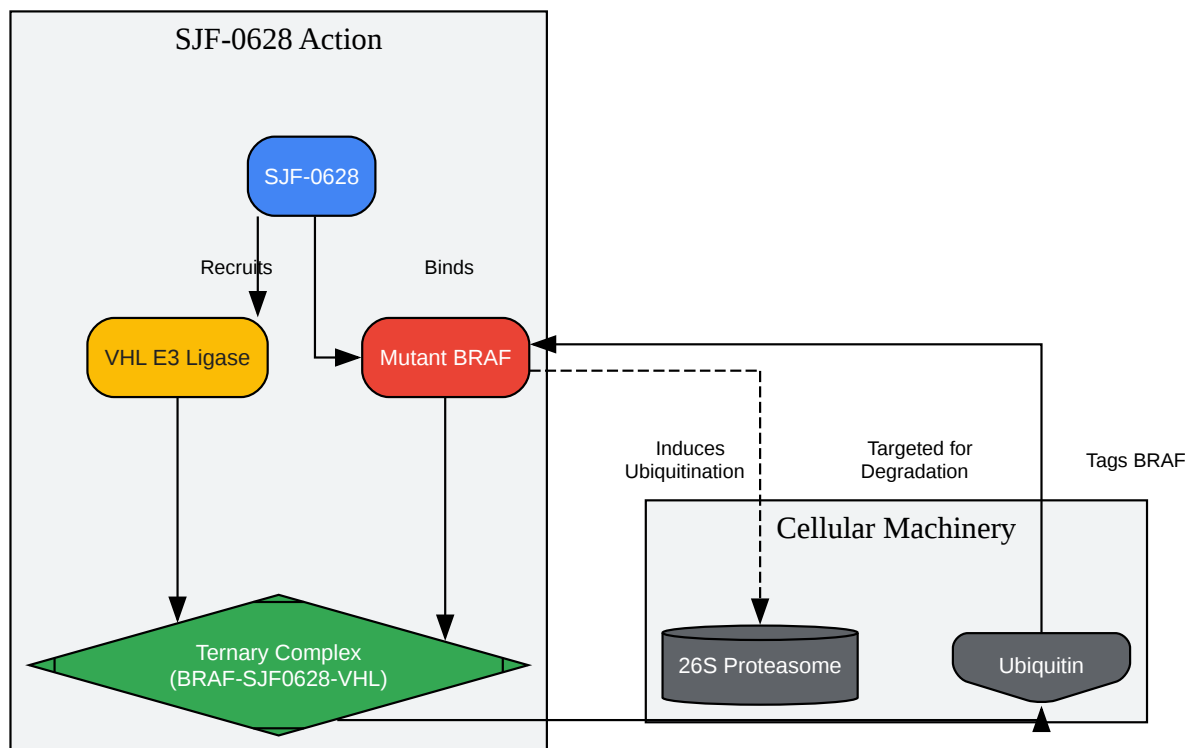 SJF-0628 Action
SJF-0628
Recruits
Binds
VHL E3 Ligase
Mutant BRAF
Induces
Ubiquitination
Targeted for
Degradation
Tags BRAF
Cellular Machinery
Ternary Complex
(BRAF-SJF0628-VHL)
26S Proteasome
Ubiquitin